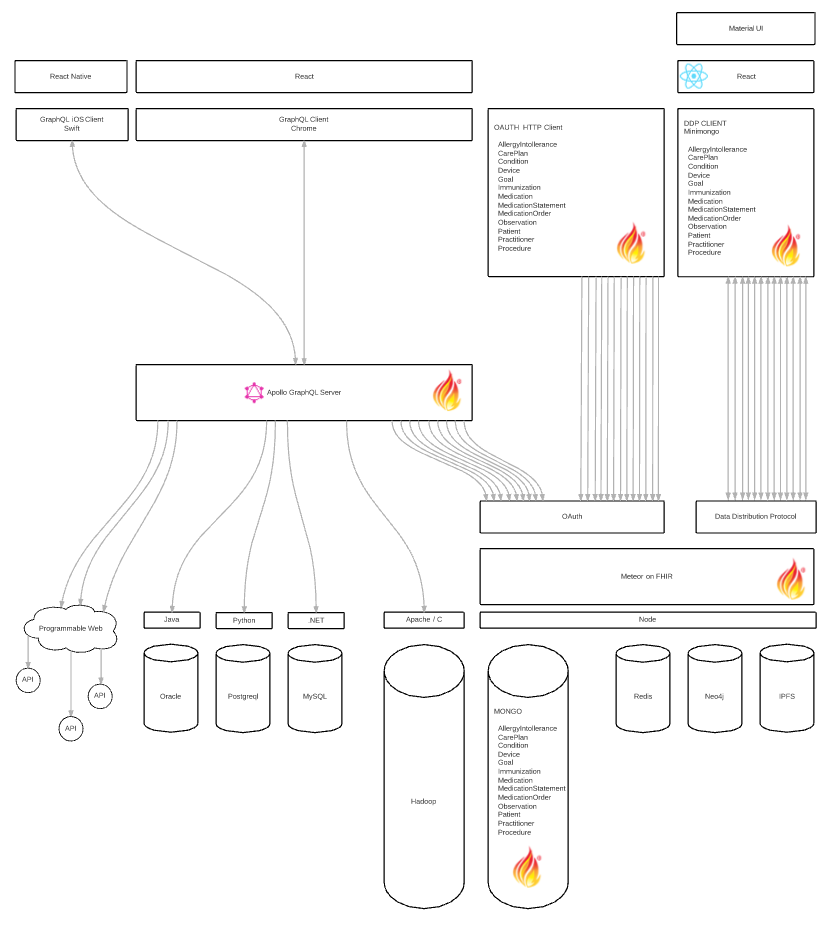 Material UI
React Native
React
React
GraphQL iOS Client
Swift
GraphQL Client
Chrome
OAUTH HTTP Client
AllergyIntollerance
CarePlan
Condition
Device
Goal
Immunization
Medication
MedicationStatement
MedicationOrder
Observation
Patient
Practitioner
Procedure
DDP CLIENT
Minimongo
AllergyIntollerance
CarePlan
Condition
Device
Goal
Immunization
Medication
MedicationStatement
MedicationOrder
Observation
Patient
Practitioner
Procedure
Apollo GraphQL Server
OAuth
Data Distribution Protocol
Meteor on FHIR
Programmable Web
Java
Python
.NET
Apache / C
Node
API
API
API
Oracle
Postgreql
MySQL
Hadoop
MONGO
AllergyIntollerance
CarePlan
Condition
Device
Goal
Immunization
Medication
MedicationStatement
MedicationOrder
Observation
Patient
Practitioner
Procedure
Redis
Neo4j
IPFS